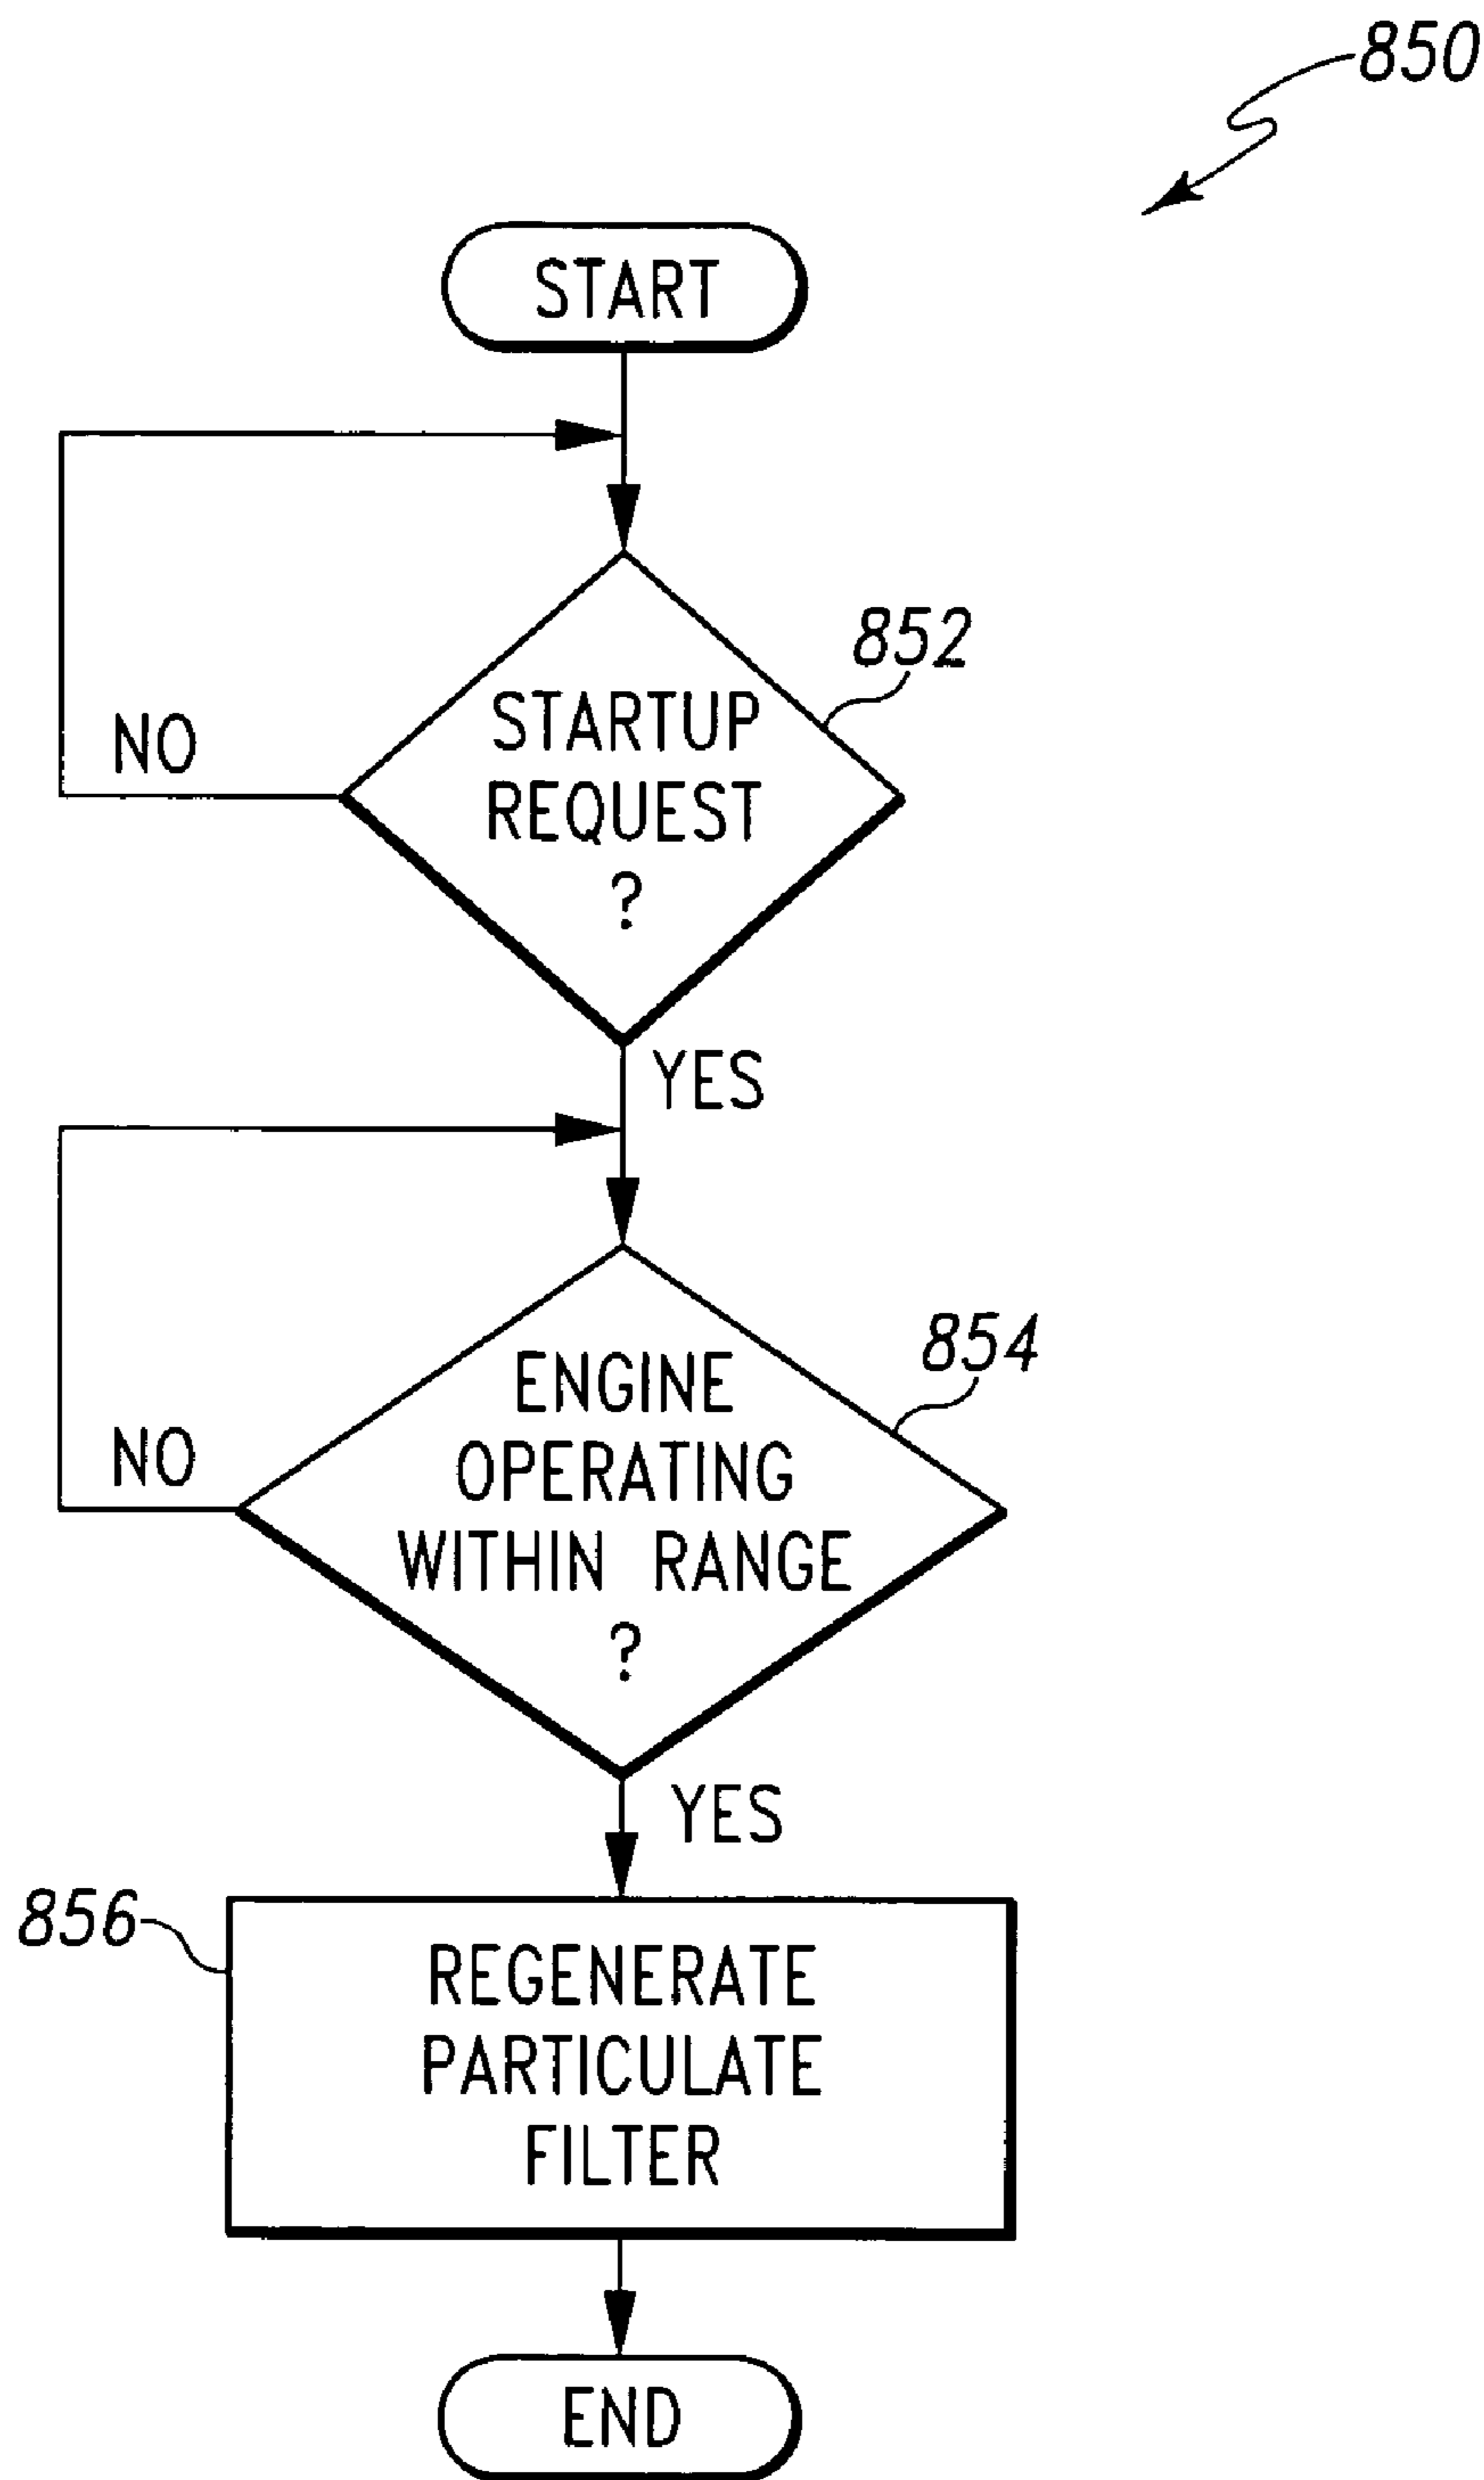 850
START
852
STARTUP
REQUEST
?
NO
YES
854
ENGINE
OPERATING
WITHIN RANGE
?
NO
YES
856
REGENERATE
PARTICULATE
FILTER
END